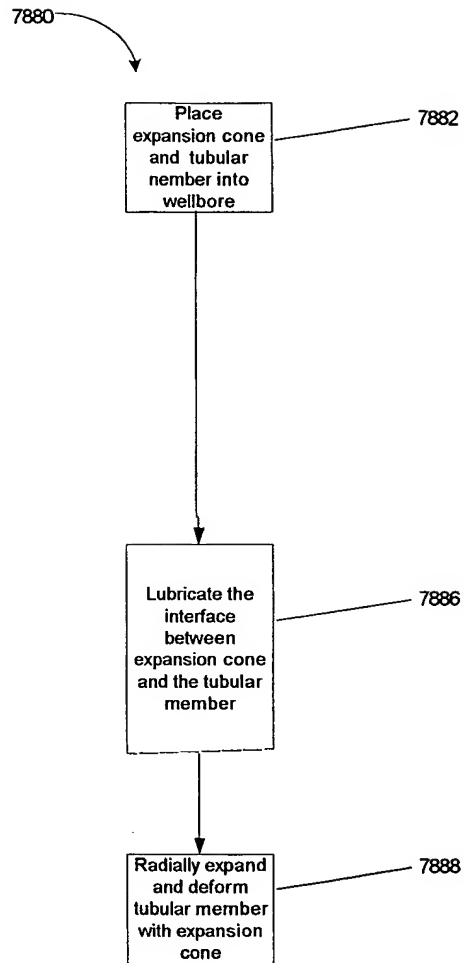 7880
Place
expansion cone
and tubular
nember into
wellbore
7882
Lubricate the
interface
between
expansion cone
and the tubular
member
7886
Radially expand
and deform
tubular member
with expansion
cone
7888